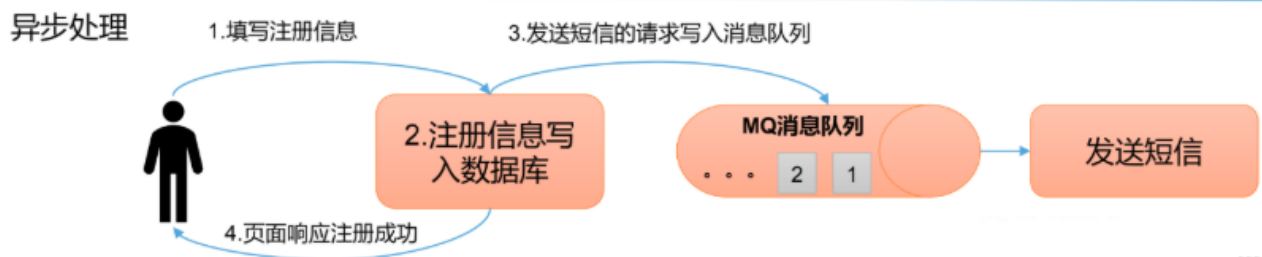 异步处理
1.填写注册信息
3.发送短信的请求写入消息队列
2.注册信息写
入数据库
MQ消息队列
。。。 2 1
发送短信
4.页面响应注册成功